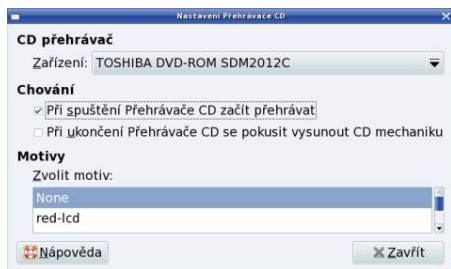 Nastavení Přehrávače CD
CD přehrávač
Zařízení: TOSHIBA DVD-ROM SDM2012C
Chování
Při spuštění Přehrávače CD začít přehrávat
Při ukončení Přehrávače CD se pokusit vysunout CD mechaniku
Motivy
Zvolit motiv:
None
red-lcd
Nápověda Zavřít